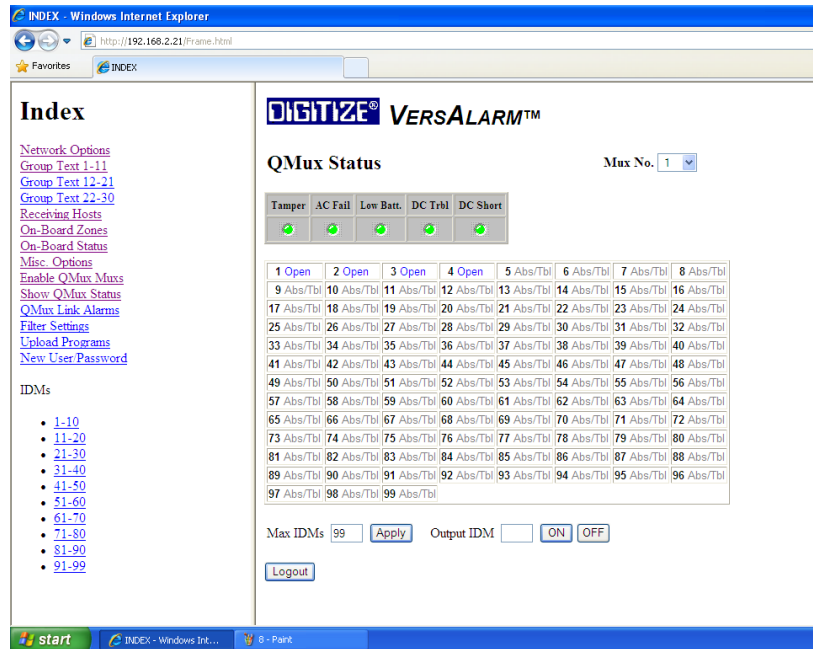 INDEX - Windows Internet Explorer
http://192.168.2.21/Frame.html
Favorites INDEX
Index
Network Options
Group Text 1-11
Group Text 12-21
Group Text 22-30
Receiving Hosts
On-Board Zones
On-Board Status
Misc. Options
Enable QMux Muxs
Show QMux Status
QMux Link Alarms
Filter Settings
Upload Programs
New User/Password
IDMs
1-10
11-20
21-30
31-40
41-50
51-60
61-70
71-80
81-90
91-99
DIGITIZE® VERSALARM™
QMux Status Mux No. 1
Tamper AC Fail Low Batt. DC Trbl DC Short
1 Open 2 Open 3 Open 4 Open 5 Abs/Tbl 6 Abs/Tbl 7 Abs/Tbl 8 Abs/Tbl
9 Abs/Tbl 10 Abs/Tbl 11 Abs/Tbl 12 Abs/Tbl 13 Abs/Tbl 14 Abs/Tbl 15 Abs/Tbl 16 Abs/Tbl
17 Abs/Tbl 18 Abs/Tbl 19 Abs/Tbl 20 Abs/Tbl 21 Abs/Tbl 22 Abs/Tbl 23 Abs/Tbl 24 Abs/Tbl
25 Abs/Tbl 26 Abs/Tbl 27 Abs/Tbl 28 Abs/Tbl 29 Abs/Tbl 30 Abs/Tbl 31 Abs/Tbl 32 Abs/Tbl
33 Abs/Tbl 34 Abs/Tbl 35 Abs/Tbl 36 Abs/Tbl 37 Abs/Tbl 38 Abs/Tbl 39 Abs/Tbl 40 Abs/Tbl
41 Abs/Tbl 42 Abs/Tbl 43 Abs/Tbl 44 Abs/Tbl 45 Abs/Tbl 46 Abs/Tbl 47 Abs/Tbl 48 Abs/Tbl
49 Abs/Tbl 50 Abs/Tbl 51 Abs/Tbl 52 Abs/Tbl 53 Abs/Tbl 54 Abs/Tbl 55 Abs/Tbl 56 Abs/Tbl
57 Abs/Tbl 58 Abs/Tbl 59 Abs/Tbl 60 Abs/Tbl 61 Abs/Tbl 62 Abs/Tbl 63 Abs/Tbl 64 Abs/Tbl
65 Abs/Tbl 66 Abs/Tbl 67 Abs/Tbl 68 Abs/Tbl 69 Abs/Tbl 70 Abs/Tbl 71 Abs/Tbl 72 Abs/Tbl
73 Abs/Tbl 74 Abs/Tbl 75 Abs/Tbl 76 Abs/Tbl 77 Abs/Tbl 78 Abs/Tbl 79 Abs/Tbl 80 Abs/Tbl
81 Abs/Tbl 82 Abs/Tbl 83 Abs/Tbl 84 Abs/Tbl 85 Abs/Tbl 86 Abs/Tbl 87 Abs/Tbl 88 Abs/Tbl
89 Abs/Tbl 90 Abs/Tbl 91 Abs/Tbl 92 Abs/Tbl 93 Abs/Tbl 94 Abs/Tbl 95 Abs/Tbl 96 Abs/Tbl
97 Abs/Tbl 98 Abs/Tbl 99 Abs/Tbl
Max IDMs 99 Apply Output IDM ON OFF
Logout
start INDEX - Windows Int... 8 - Paint